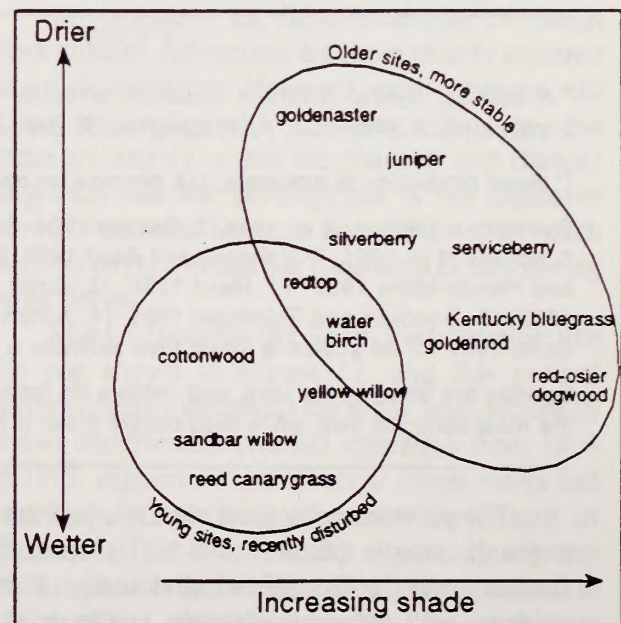 Drier
Older sites, more stable
goldenaster
juniper
silverberry
serviceberry
redtop
water
birch
Kentucky bluegrass
goldenrod
cottonwood
red-osier
dogwood
yellow willow
sandbar willow
reed canarygrass
Young sites, recently disturbed
Wetter
Increasing shade